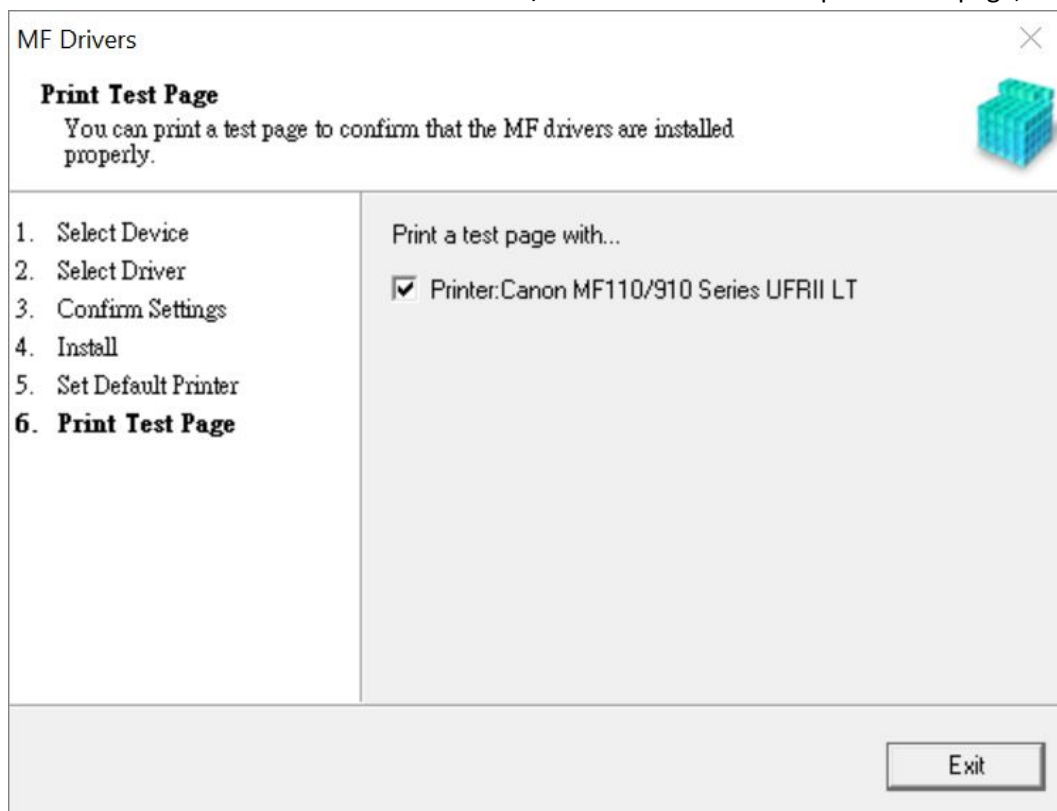 MF Drivers
Print Test Page
You can print a test page to confirm that the MF drivers are installed
properly.
1. Select Device
2. Select Driver
3. Confirm Settings
4. Install
5. Set Default Printer
6. Print Test Page
Print a test page with...
Printer:Canon MF110/910 Series UFRII LT
Exit